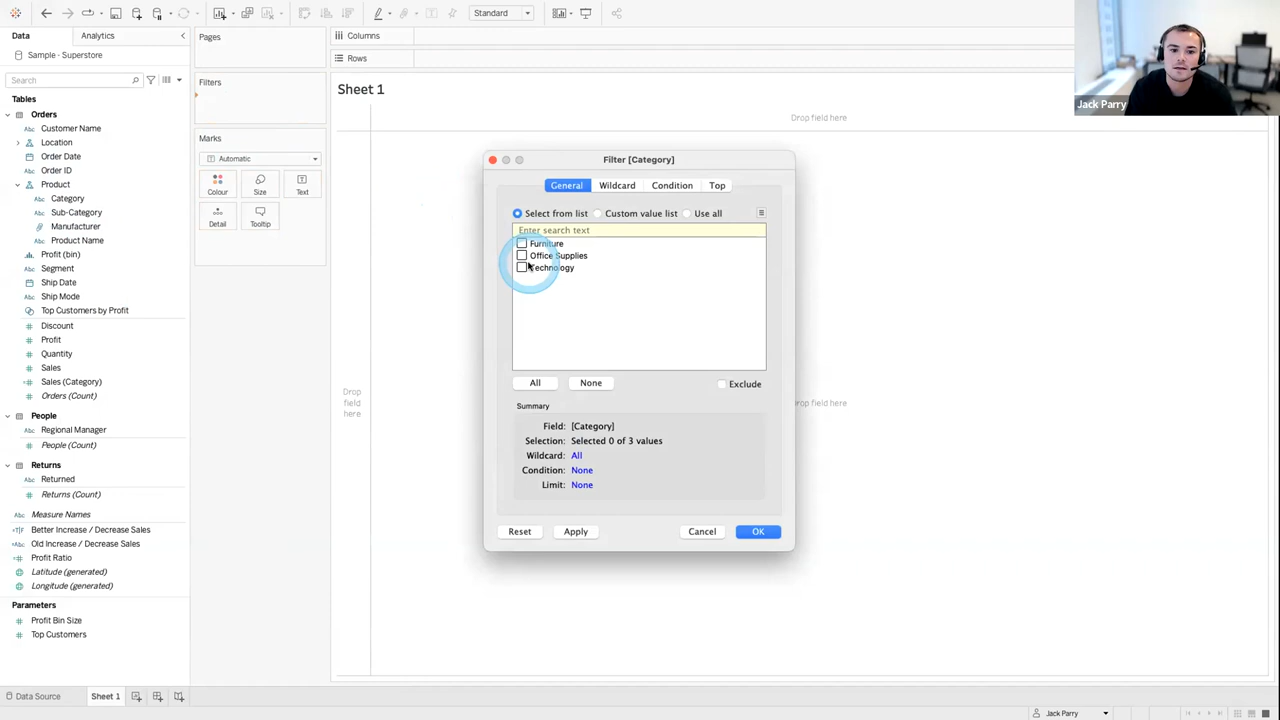 Standard
Data
Analytics
Pages
Columns
Sample - Superstore
Rows
Search
Filters
Sheet 1
Jack Parry
Tables
Orders
Customer Name
Location
Order Date
Order ID
Product
Category
Sub-Category
Manufacturer
Product Name
Profit (bin)
Segment
Ship Date
Ship Mode
Top Customers by Profit
Discount
Profit
Quantity
Sales
Sales (Category)
Orders (Count)
People
Regional Manager
People (Count)
Returns
Returned
Returns (Count)
Measure Names
Better Increase / Decrease Sales
Old Increase / Decrease Sales
Profit Ratio
Latitude (generated)
Longitude (generated)
Parameters
Profit Bin Size
Top Customers
Marks
Automatic
Colour
Size
Text
Detail
Tooltip
Drop field here
Drop
field
here
Drop field here
Filter [Category]
General
Wildcard
Condition
Top
Select from list
Custom value list
Use all
Enter search text
Furniture
Office Supplies
Technology
All
None
Exclude
Summary
Field: [Category]
Selection: Selected 0 of 3 values
Wildcard: All
Condition: None
Limit: None
Reset
Apply
Cancel
OK
Data Source
Sheet 1
Jack Parry